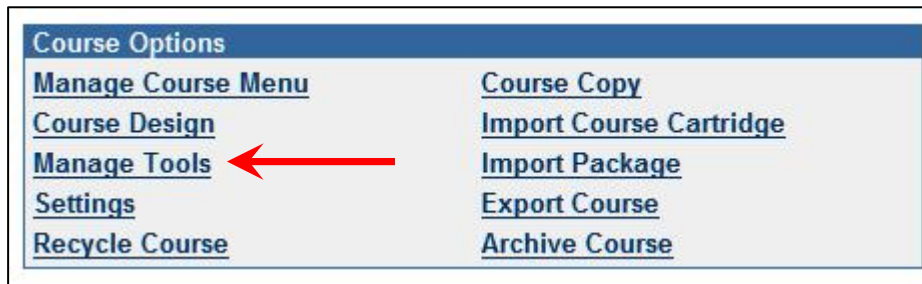 Course Options
Manage Course Menu
Course Design
Manage Tools
Settings
Recycle Course
Course Copy
Import Course Cartridge
Import Package
Export Course
Archive Course